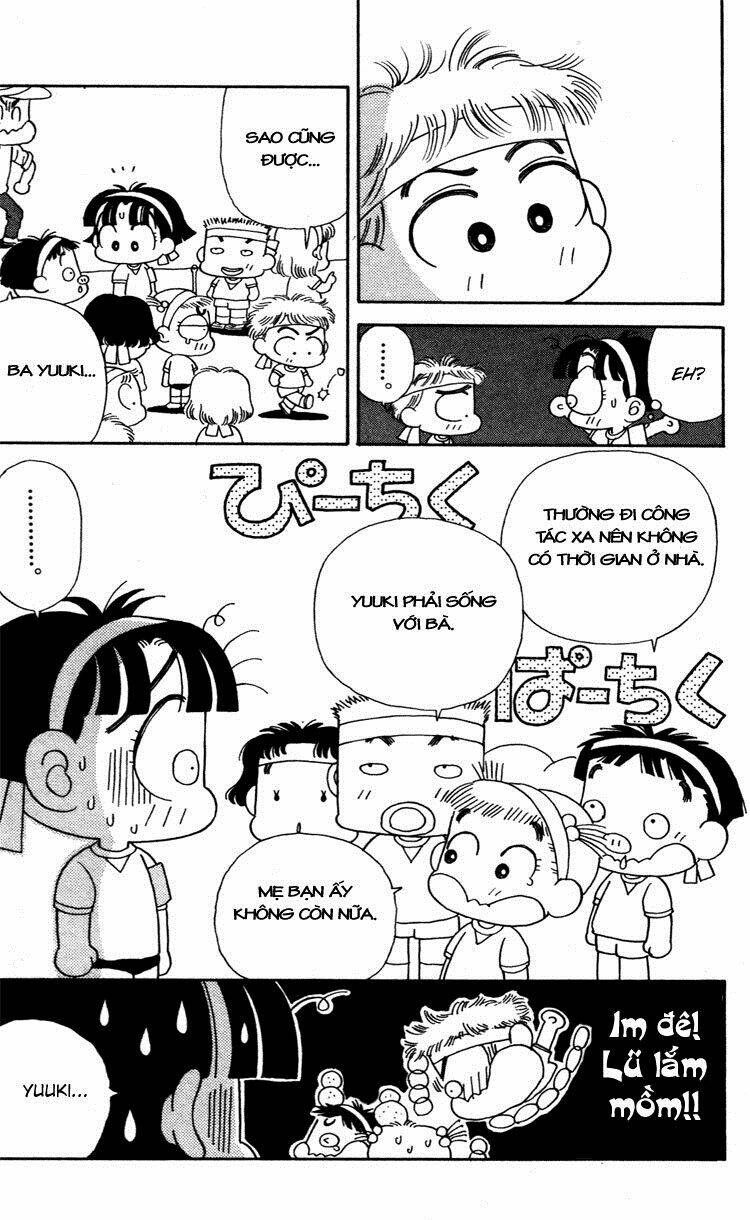 SAO CŨNG
ĐƯỢC...
BA YUUKI...
EH?
......
THƯỜNG ĐI CÔNG
TÁC XA NÊN KHÔNG
CÓ THỜI GIAN Ở NHÀ.
YUUKI PHẢI SỐNG
VỚI BÀ.
MẸ BẠN ẤY
KHÔNG CÒN NỮA.
........
ぴーちく
ぱーちく
Im đê!
Lũ lắm
mồm!!
YUUKI...